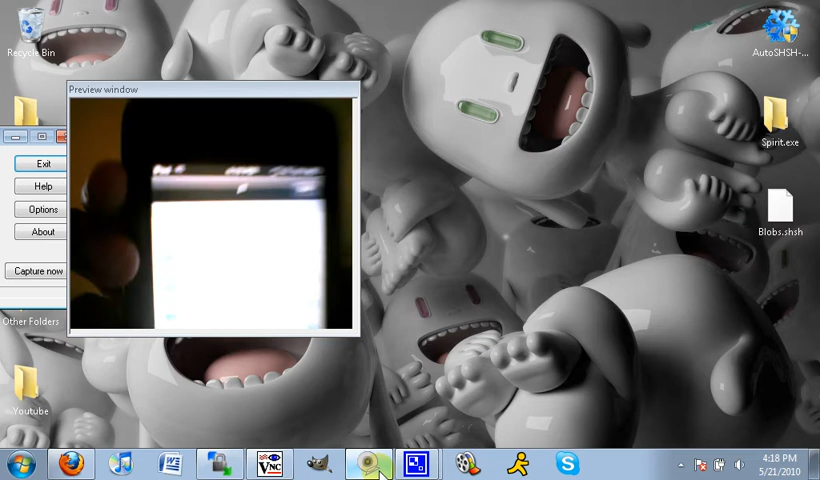 Recycle Bin
AutoSHSH-...
Preview window
Spirit.exe
Exit
Help
Options
Blobs.shsh
About
Capture now
Other Folders
Youtube
VNC
4:18 PM
5/21/2010